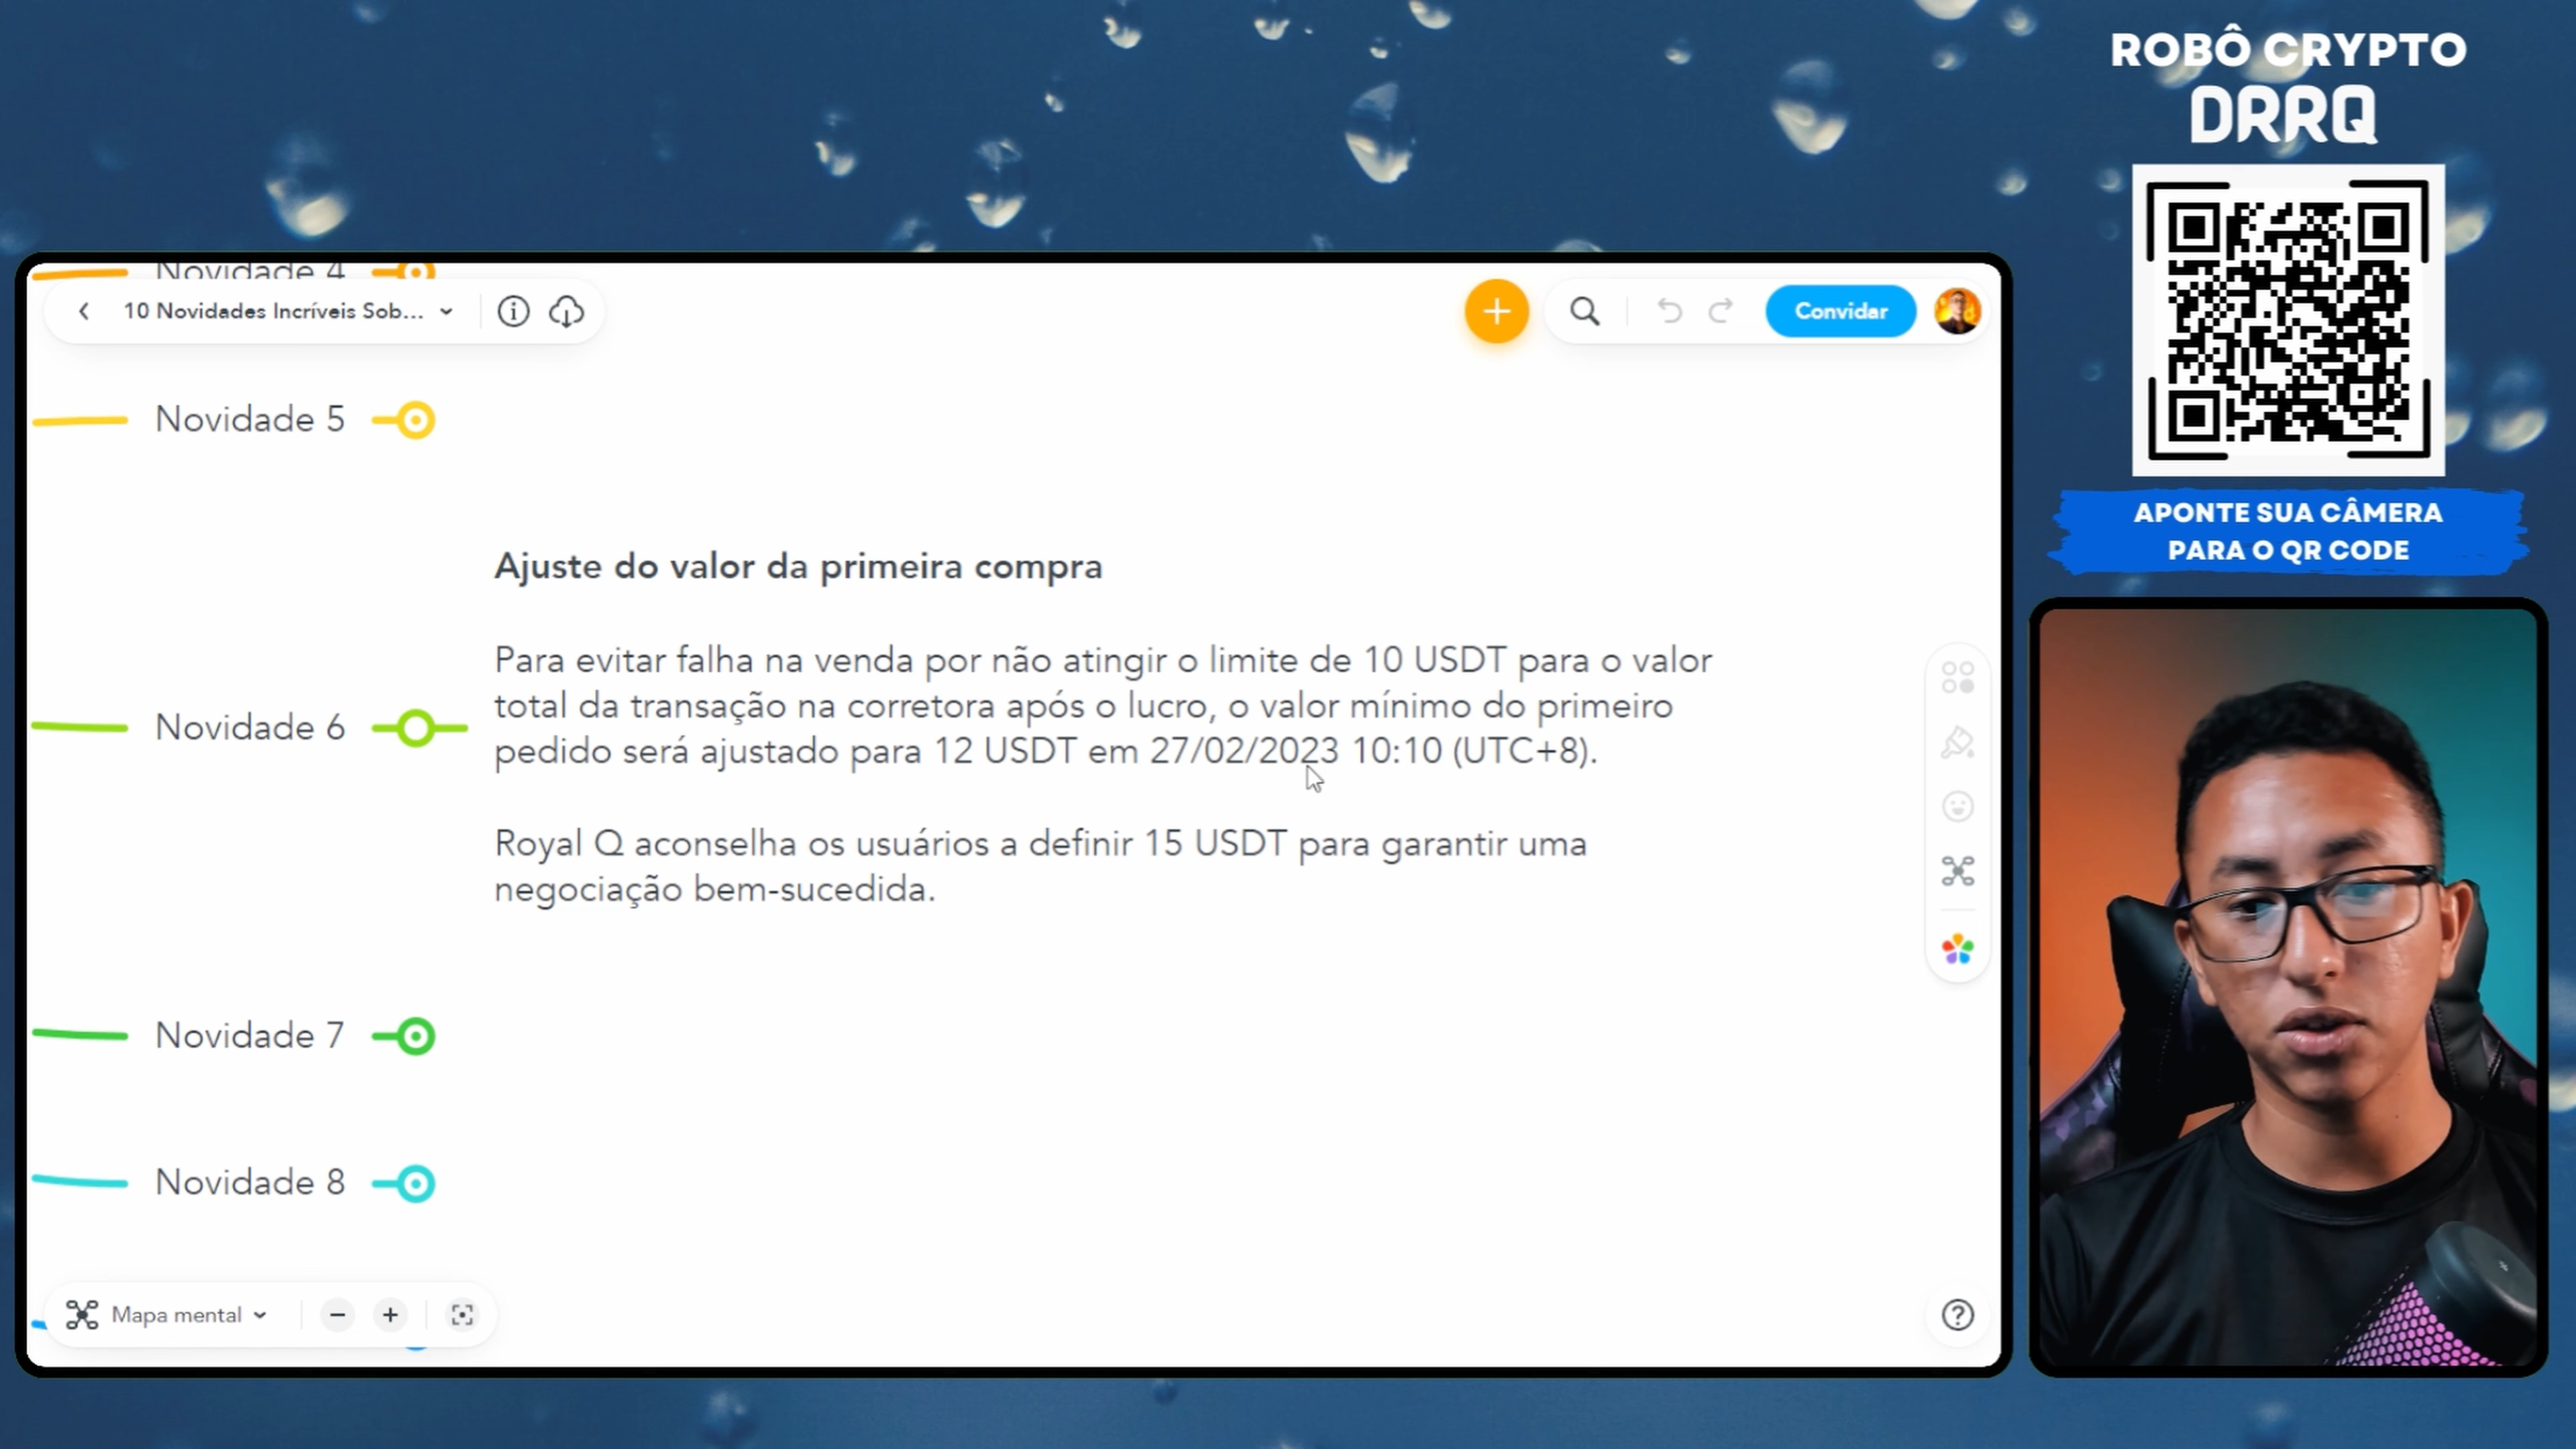 ROBÔ CRYPTO
DRRQ
APONTE SUA CÂMERA
PARA O QR CODE
Novidade 4
10 Novidades Incríveis Sob...
Convidar
Novidade 5
Ajuste do valor da primeira compra
Para evitar falha na venda por não atingir o limite de 10 USDT para o valor
total da transação na corretora após o lucro, o valor mínimo do primeiro
pedido será ajustado para 12 USDT em 27/02/2023 10:10 (UTC+8).
Novidade 6
Royal Q aconselha os usuários a definir 15 USDT para garantir uma
negociação bem-sucedida.
Novidade 7
Novidade 8
Mapa mental